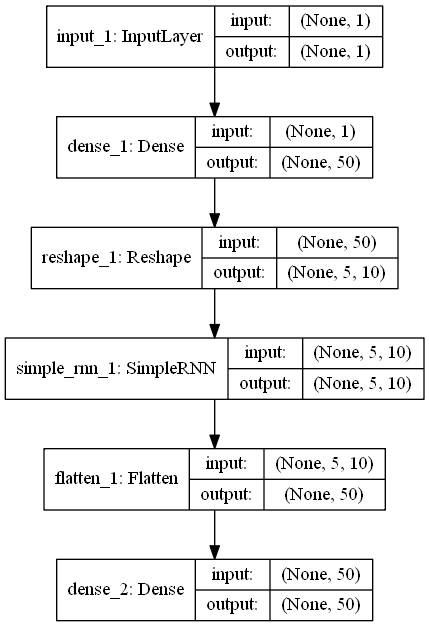 input_1: InputLayer
input: (None, 1)
output: (None, 1)
dense_1: Dense
input: (None, 1)
output: (None, 50)
reshape_1: Reshape
input: (None, 50)
output: (None, 5, 10)
simple_rnn_1: SimpleRNN
input: (None, 5, 10)
output: (None, 5, 10)
flatten_1: Flatten
input: (None, 5, 10)
output: (None, 50)
dense_2: Dense
input: (None, 50)
output: (None, 50)